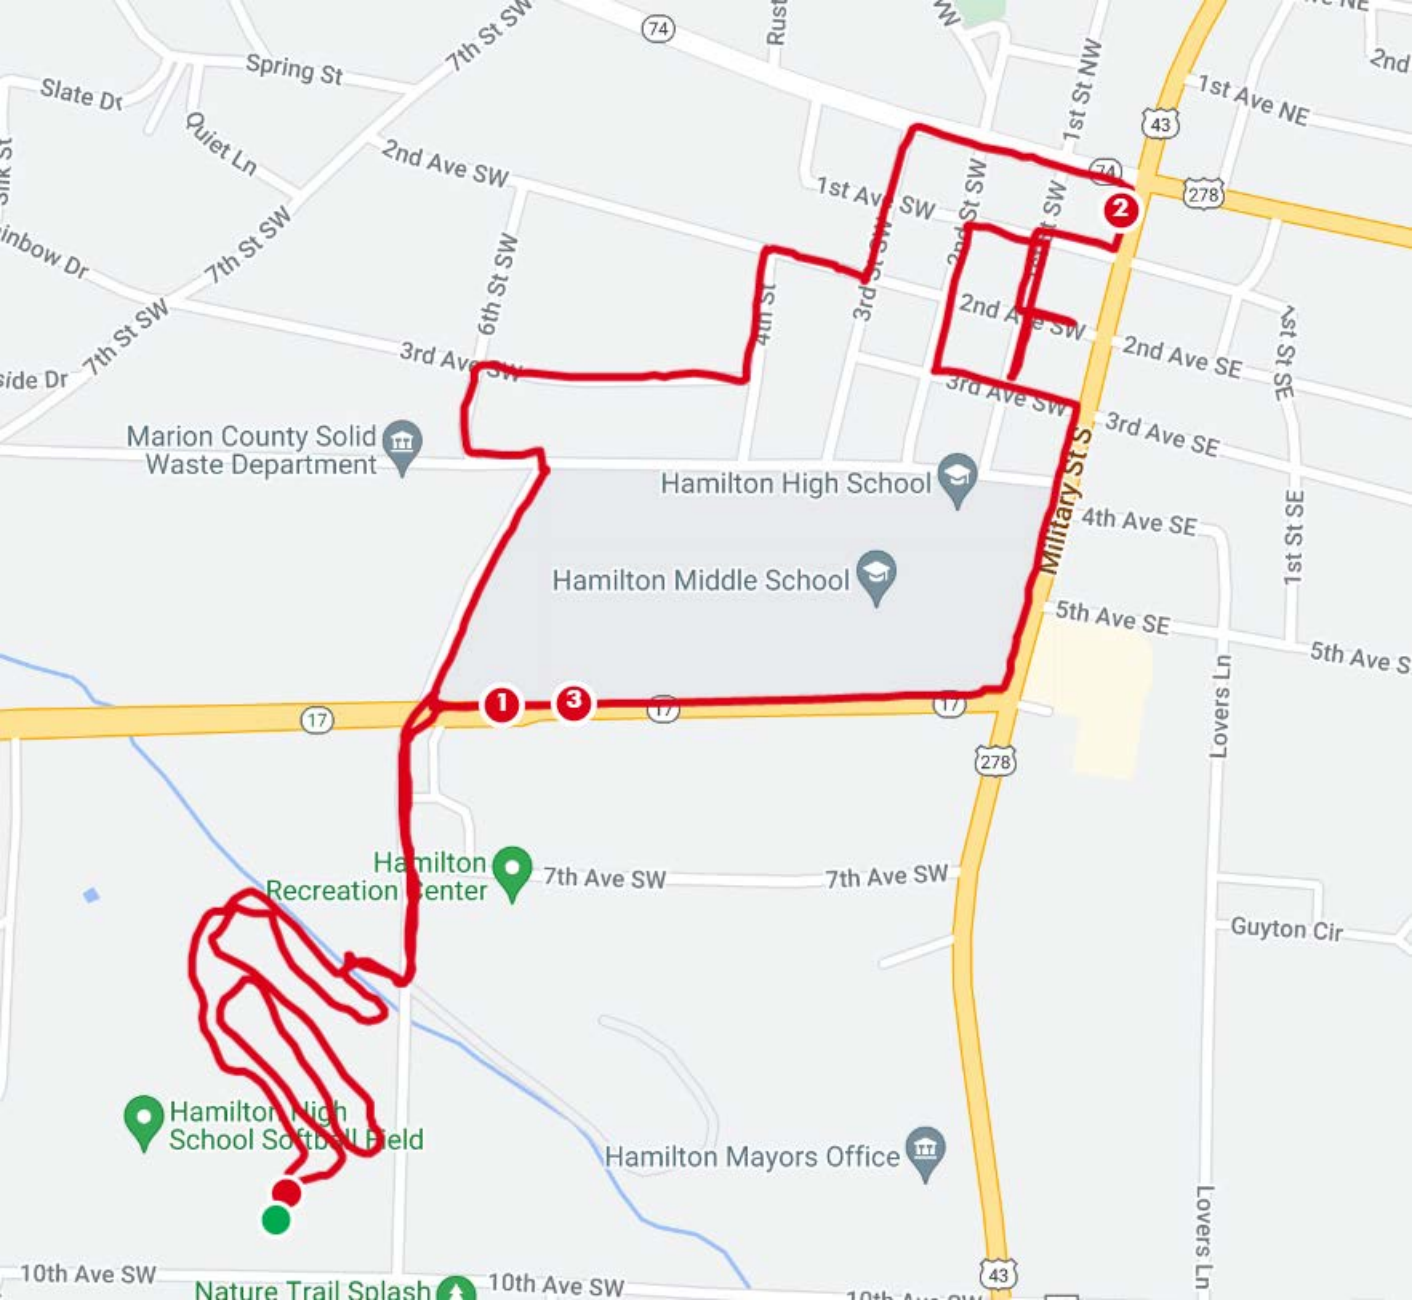 74
7th St SW
Spring St
Slate Dr
Quiet Ln
2nd Ave SW
1st St NW
1st Ave NE
43
74
278
1st Ave SW
2nd St SW
2
7th St SW
6th St SW
3rd St SW
4th St
2nd Ave SW
2nd Ave SE
1st St SE
7th St SW
3rd Ave SW
3rd Ave SW
3rd Ave SE
Marion County Solid
Waste Department
Hamilton High School
Military St S
4th Ave SE
1st St SE
Hamilton Middle School
5th Ave SE
5th Ave S
Lovers Ln
1
3
17
17
17
278
Hamilton
Recreation Center
7th Ave SW
7th Ave SW
Guyton Cir
Hamilton High
School Softball Field
Hamilton Mayors Office
Lovers Ln
10th Ave SW
Nature Trail Splash
10th Ave SW
43
10th Ave SW